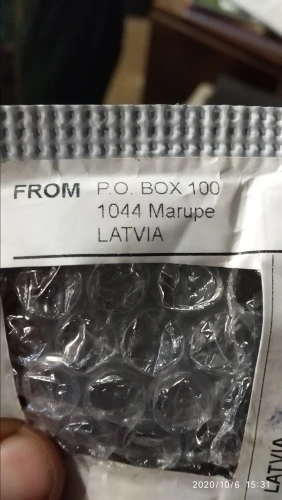 FROM P.O. BOX 100
1044 Marupe
LATVIA
LATVIA
2020/10/6 15:31